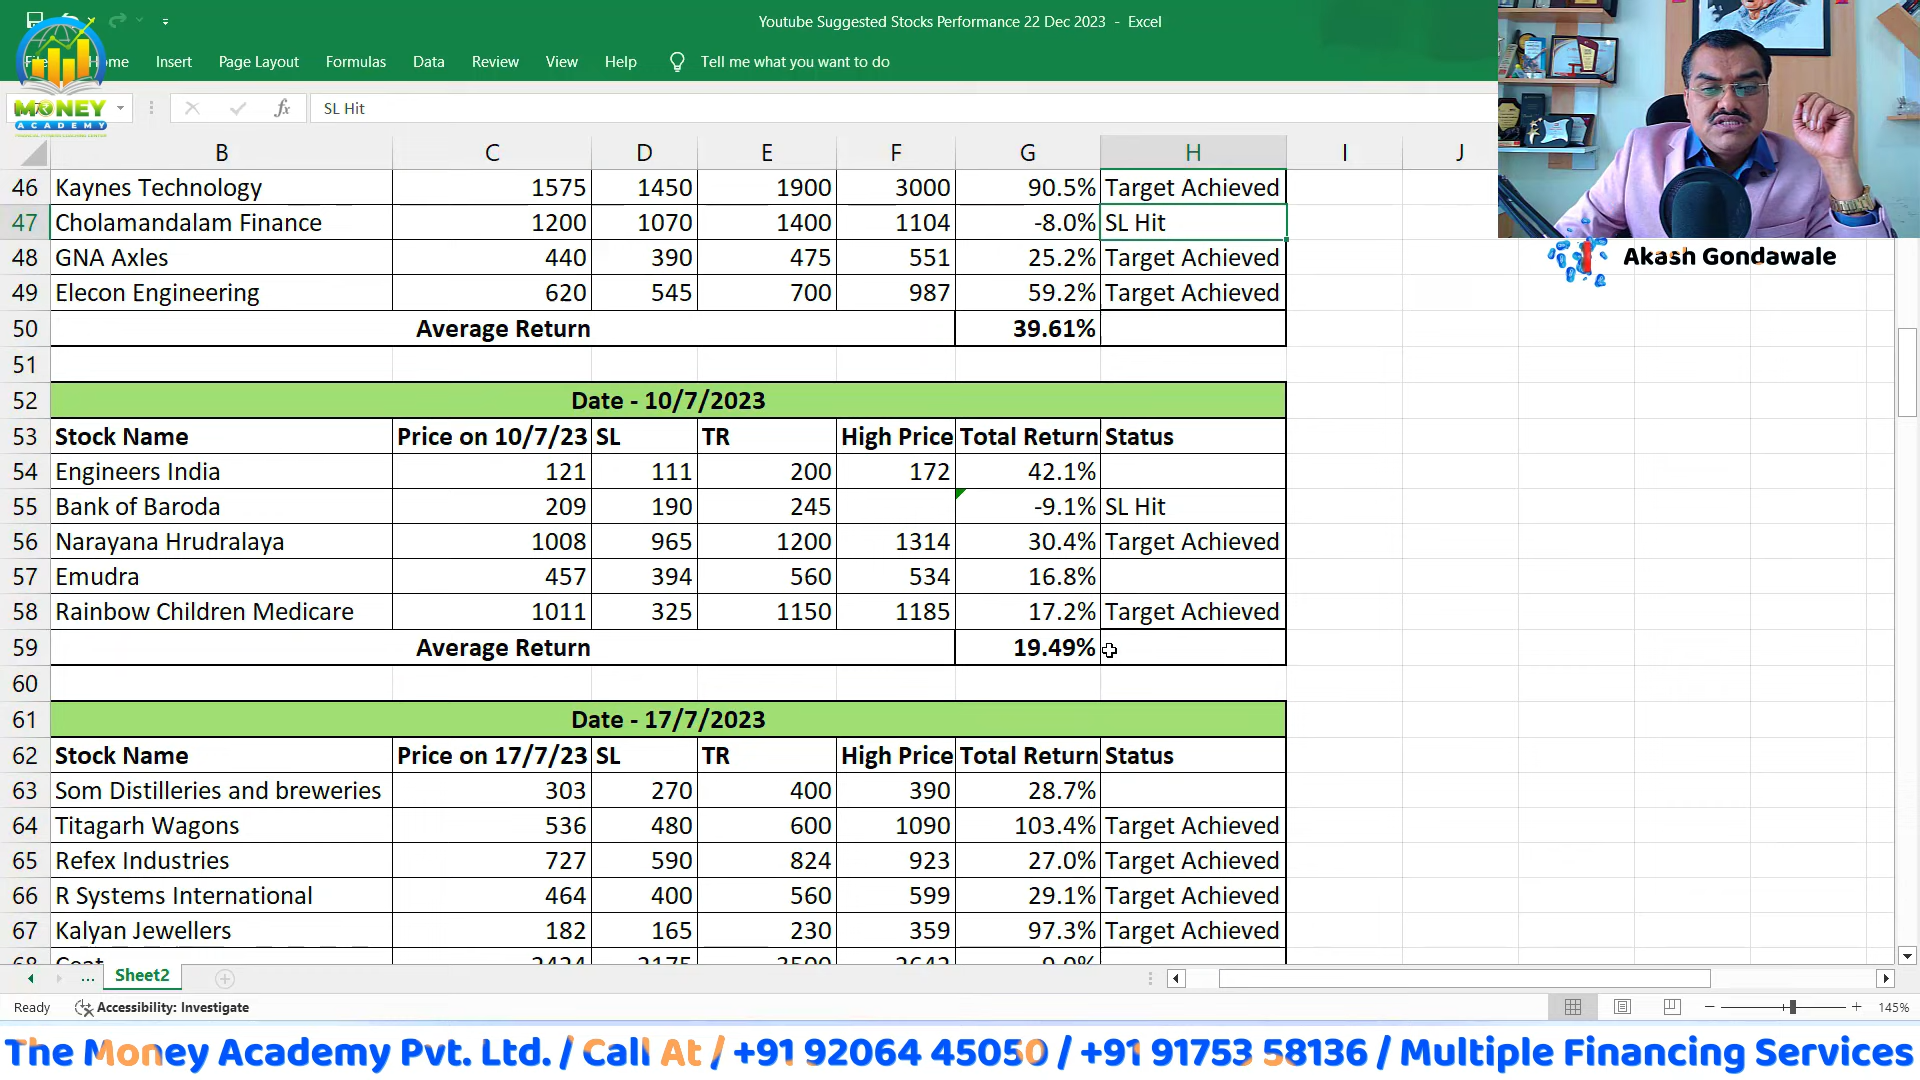 Youtube Suggested Stocks Performance 22 Dec 2023 - Excel
Home Insert Page Layout Formulas Data Review View Help Tell me what you want to do
MONEY
ACADEMY
fx SL Hit
B C D E F G H I J
46 Kaynes Technology 1575 1450 1900 3000 90.5% Target Achieved
47 Cholamandalam Finance 1200 1070 1400 1104 -8.0% SL Hit
48 GNA Axles 440 390 475 551 25.2% Target Achieved
Akash Gondawale
49 Elecon Engineering 620 545 700 987 59.2% Target Achieved
50 Average Return 39.61%
51
52 Date - 10/7/2023
53 Stock Name Price on 10/7/23 SL TR High Price Total Return Status
54 Engineers India 121 111 200 172 42.1%
55 Bank of Baroda 209 190 245 -9.1% SL Hit
56 Narayana Hrudralaya 1008 965 1200 1314 30.4% Target Achieved
57 Emudra 457 394 560 534 16.8%
58 Rainbow Children Medicare 1011 325 1150 1185 17.2% Target Achieved
59 Average Return 19.49%
60
61 Date - 17/7/2023
62 Stock Name Price on 17/7/23 SL TR High Price Total Return Status
63 Som Distilleries and breweries 303 270 400 390 28.7%
64 Titagarh Wagons 536 480 600 1090 103.4% Target Achieved
65 Refex Industries 727 590 824 923 27.0% Target Achieved
66 R Systems International 464 400 560 599 29.1% Target Achieved
67 Kalyan Jewellers 182 165 230 359 97.3% Target Achieved
... Sheet2
Ready Accessibility: Investigate 145%
The Money Academy Pvt. Ltd. / Call At / +91 92064 45050 / +91 91753 58136 / Multiple Financing Services